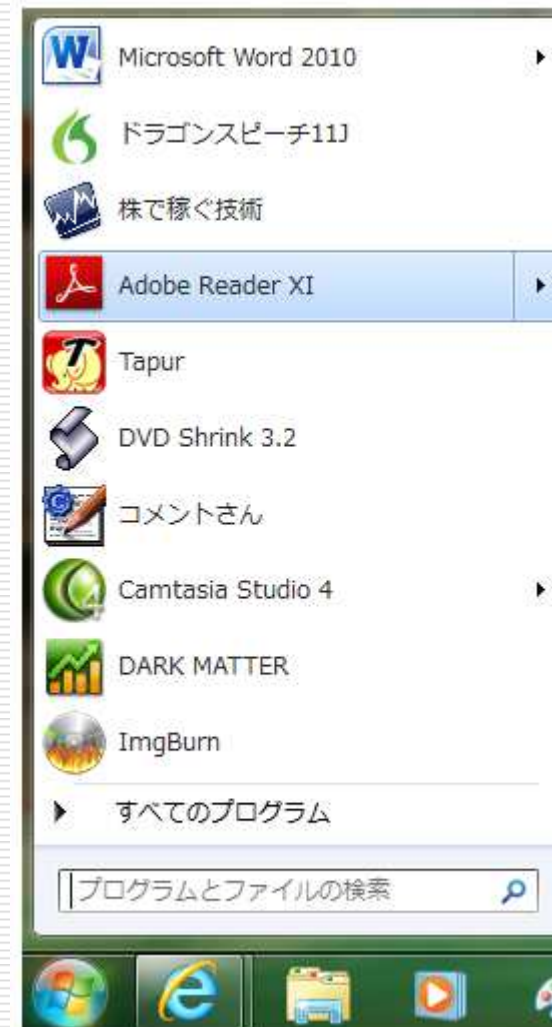 Microsoft Word 2010
ドラゴンスピーチ11J
株で稼ぐ技術
Adobe Reader XI
Tapur
DVD Shrink 3.2
コメントさん
Camtasia Studio 4
DARK MATTER
ImgBurn
すべてのプログラム
プログラムとファイルの検索